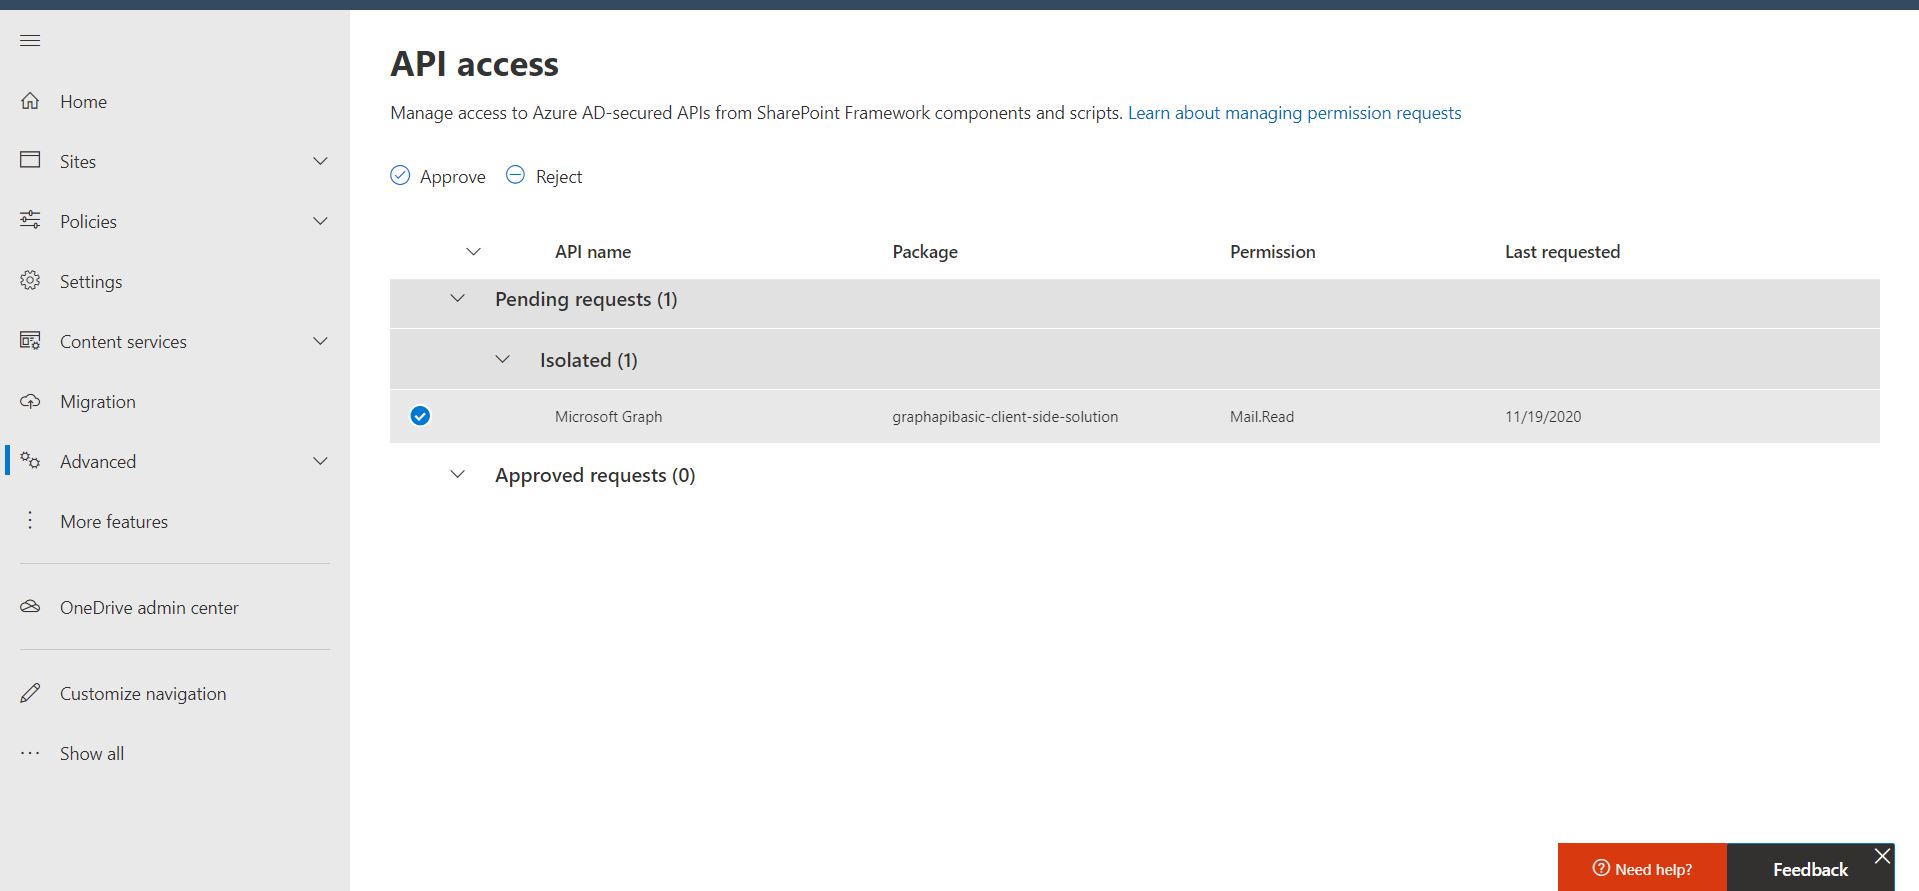 Home
Sites
Policies
Settings
Content services
Migration
Advanced
More features
OneDrive admin center
Customize navigation
Show all
API access
Manage access to Azure AD-secured APIs from SharePoint Framework components and scripts. Learn about managing permission requests
Approve Reject
API name Package Permission Last requested
Pending requests (1)
Isolated (1)
Microsoft Graph graphapibasic-client-side-solution Mail.Read 11/19/2020
Approved requests (0)
Need help? Feedback